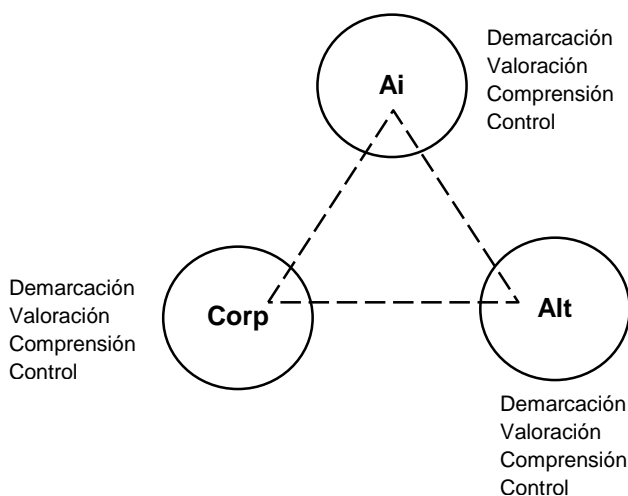 Ai
Demarcación
Valoración
Comprensión
Control
Demarcación
Valoración
Comprensión
Control
Corp
Alt
Demarcación
Valoración
Comprensión
Control